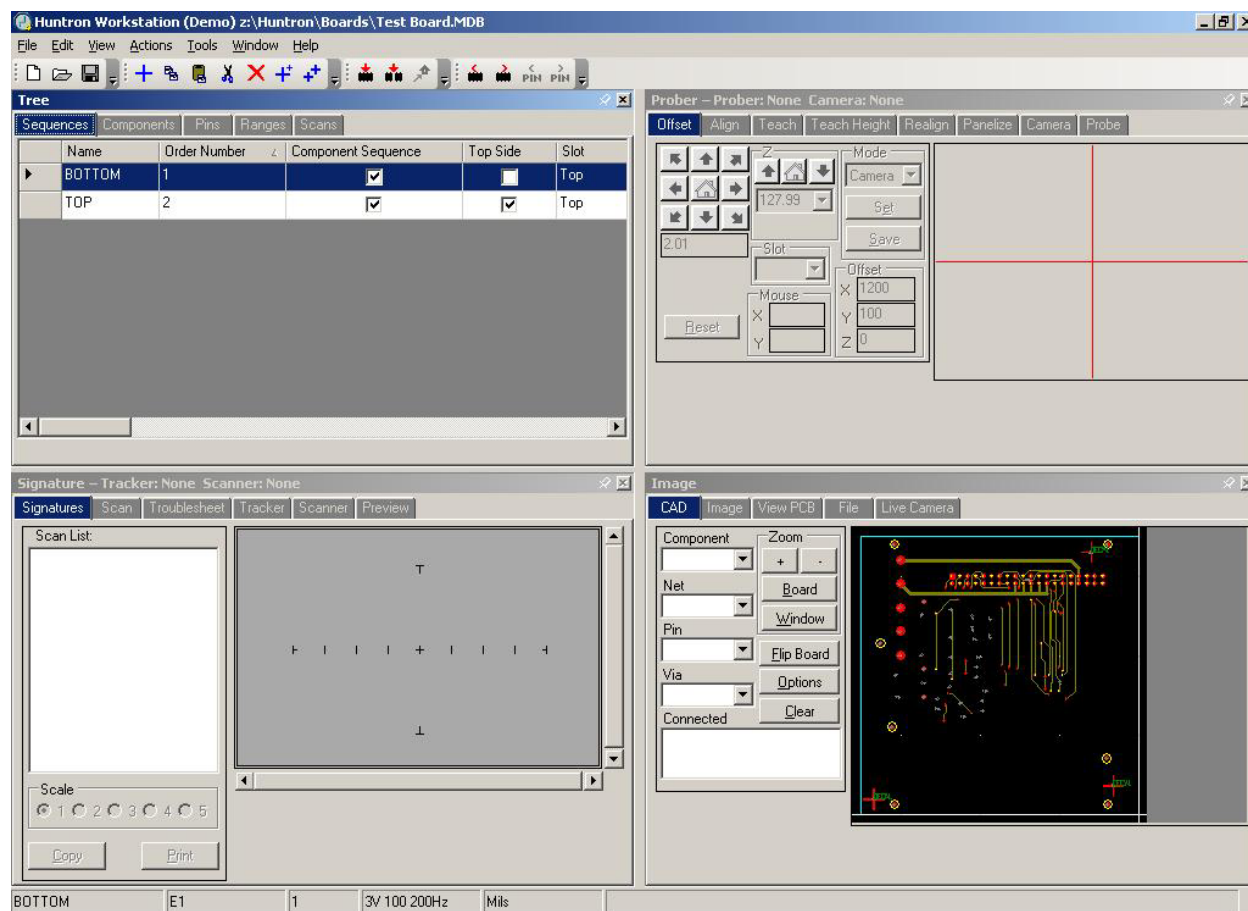 Huntron Workstation (Demo) z:\Huntron\Boards\Test Board.MDB
File Edit View Actions Tools Window Help
PIN PIN
Tree
Sequences Components Pins Ranges Scans
Name Order Number Component Sequence Top Side Slot
BOTTOM 1 Top
TOP 2 Top
Prober – Prober: None Camera: None
Offset Align Teach Teach Height Realign Panelize Camera Probe
Z Mode
Camera
127.99
Set
2.01
Save
Slot
Offset
X 1200
Mouse
X
Y 100
Reset
Y
Z 0
Signature – Tracker: None Scanner: None
Signatures Scan Troublesheet Tracker Scanner Preview
Scan List:
Scale
1 2 3 4 5
Copy Print
Image
CAD Image View PCB File Live Camera
Component Zoom
+ -
Net Board
Window
Pin
Flip Board
Via Options
Connected Clear
BOTTOM E1 1 3V 100 200Hz Mils